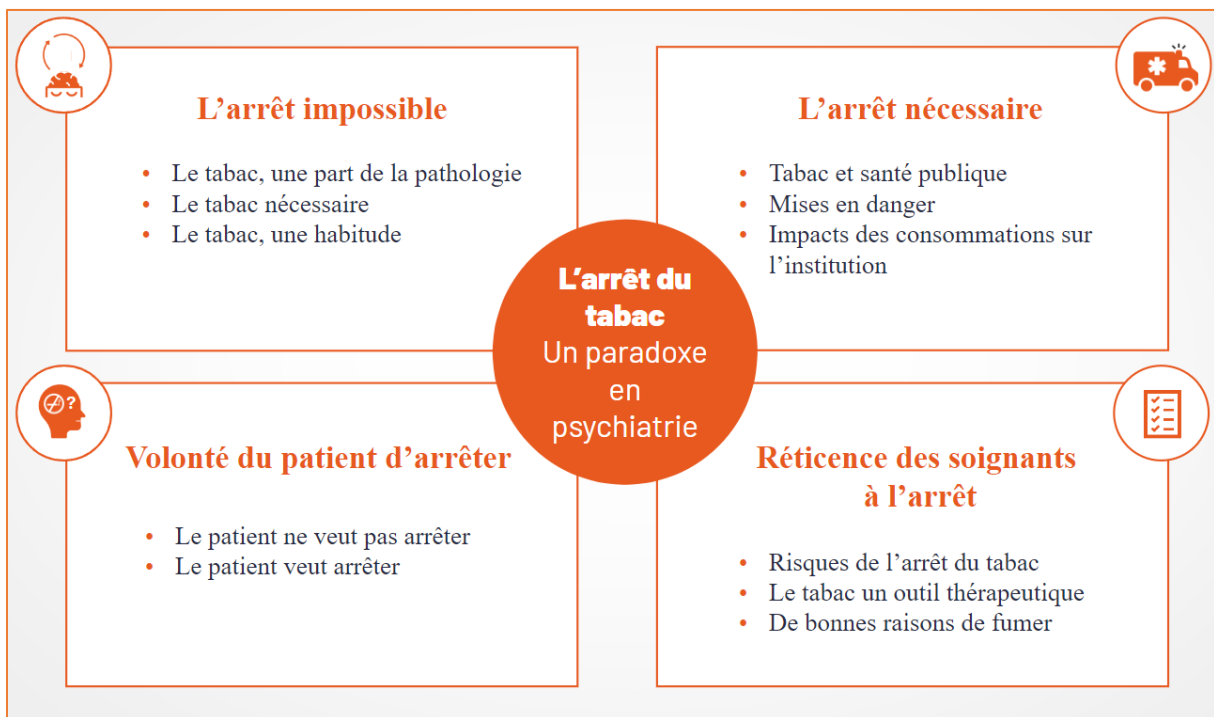 L’arrêt impossible
• Le tabac, une part de la pathologie
• Le tabac nécessaire
• Le tabac, une habitude
L’arrêt nécessaire
• Tabac et santé publique
• Mises en danger
• Impacts des consommations sur
l’institution
L’arrêt du
tabac
Un paradoxe
en
psychiatrie
?
Volonté du patient d’arrêter
• Le patient ne veut pas arrêter
• Le patient veut arrêter
Réticence des soignants
à l’arrêt
• Risques de l’arrêt du tabac
• Le tabac un outil thérapeutique
• De bonnes raisons de fumer